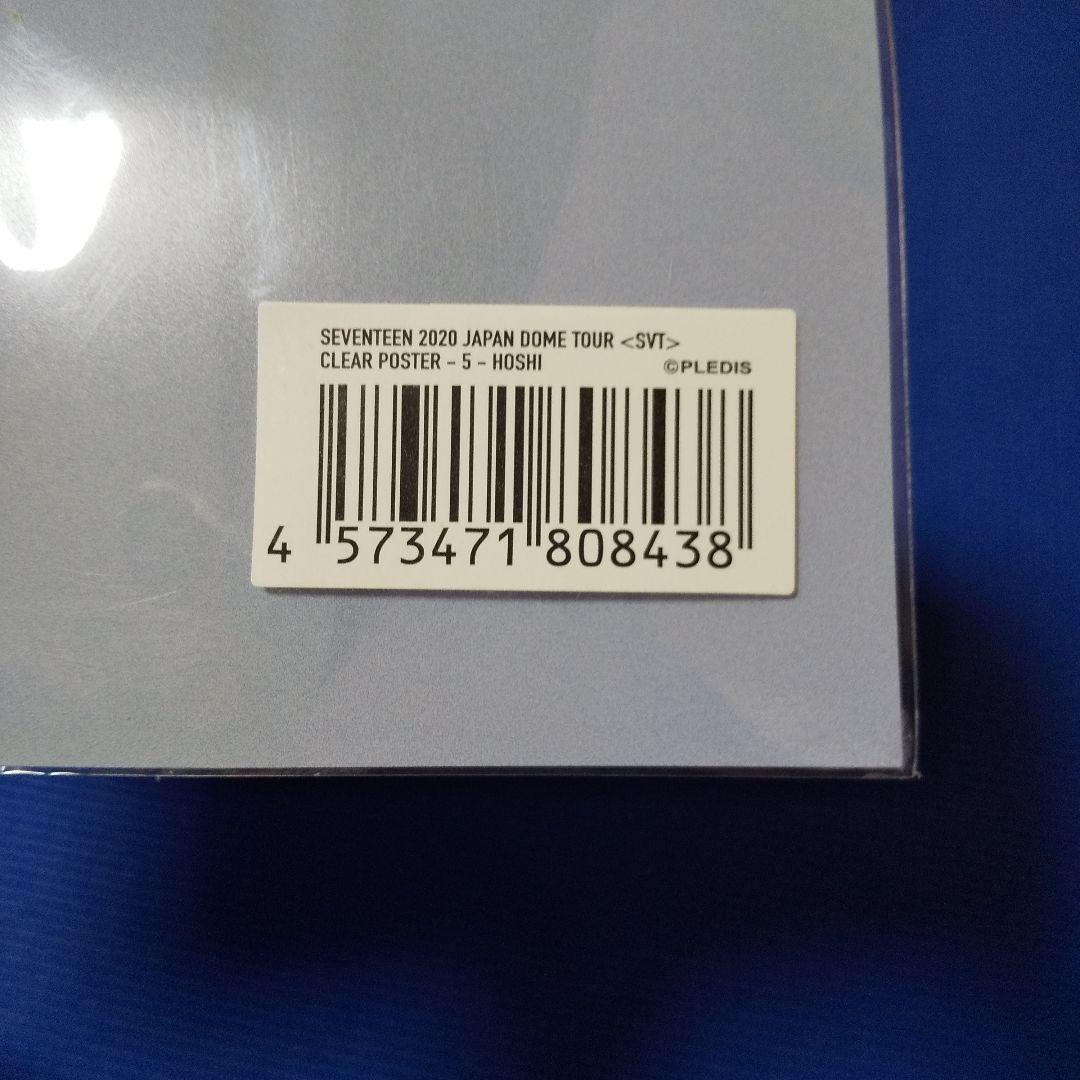 SEVENTEEN 2020 JAPAN DOME TOUR <SVT>
CLEAR POSTER - 5 - HOSHI ©PLEDIS
4 573471 808438